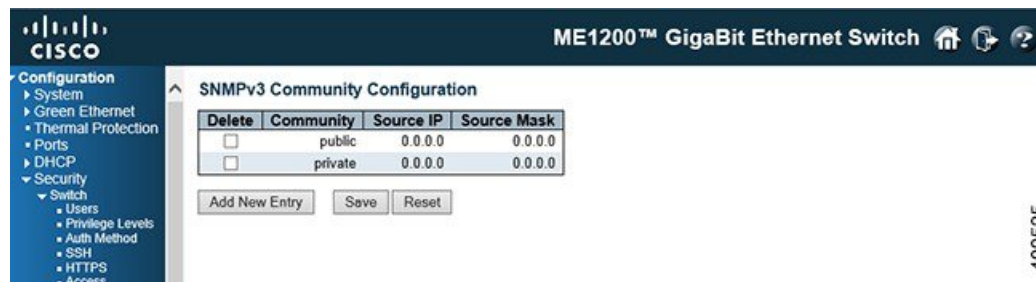 CISCO
ME1200™ GigaBit Ethernet Switch
Configuration
System
Green Ethernet
Thermal Protection
Ports
DHCP
Security
Switch
Users
Privilege Levels
Auth Method
SSH
HTTPS
Access
SNMPv3 Community Configuration
Delete Community Source IP Source Mask
public 0.0.0.0 0.0.0.0
private 0.0.0.0 0.0.0.0
Add New Entry Save Reset